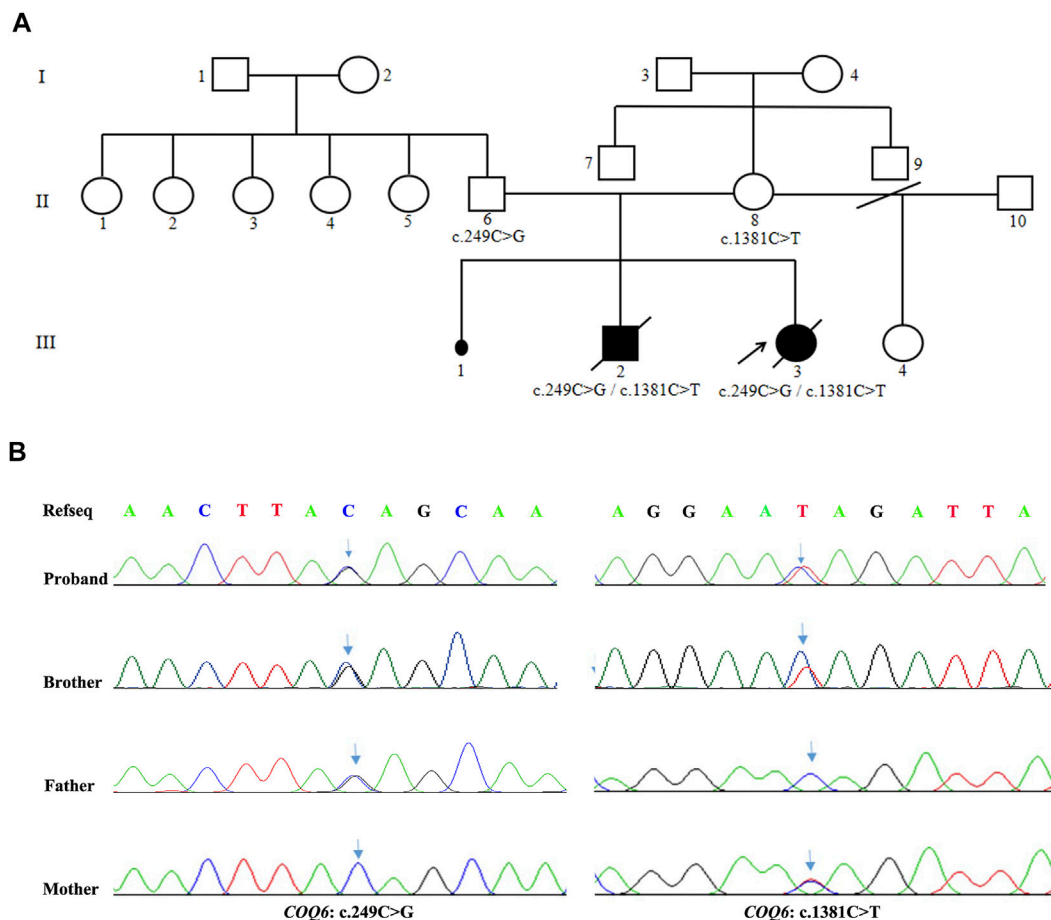 A
I
1
2
3
4
7
9
II
1
2
3
4
5
6
8
10
c.249C>G
c.1381C>T
III
1
2
3
4
c.249C>G / c.1381C>T
c.249C>G / c.1381C>T
B
Refseq A A C T T A C A G C A A A G G A A T A G A T T A
Proband
Brother
Father
Mother
COQ6: c.249C>G
COQ6: c.1381C>T